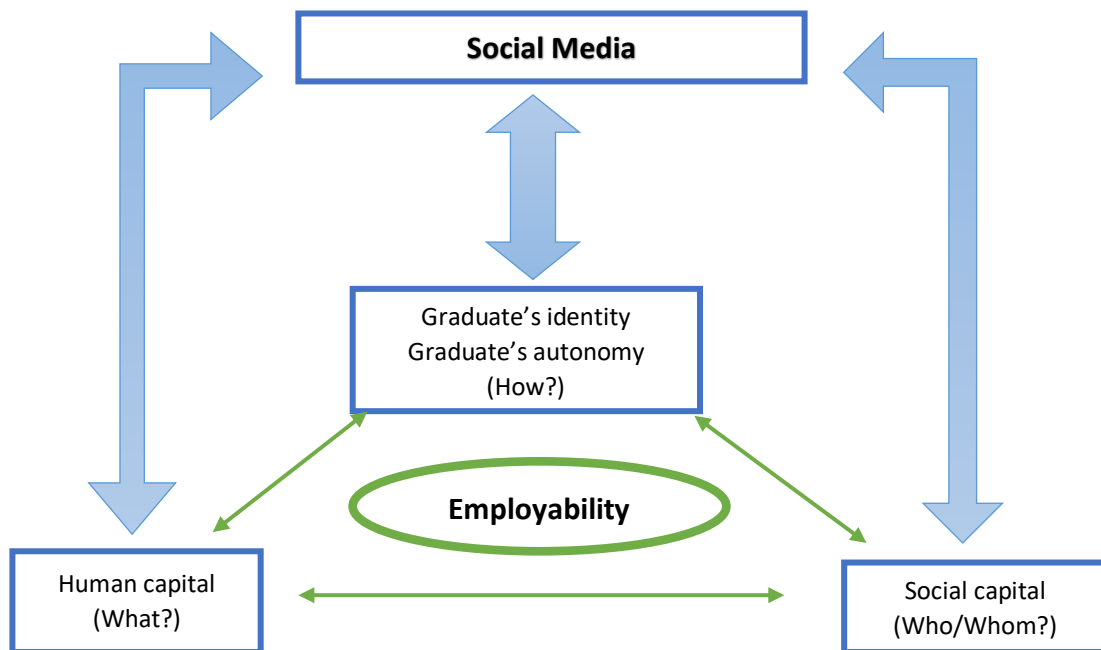 Social Media
Graduate’s identity
Graduate’s autonomy
(How?)
Employability
Human capital
(What?)
Social capital
(Who/Whom?)